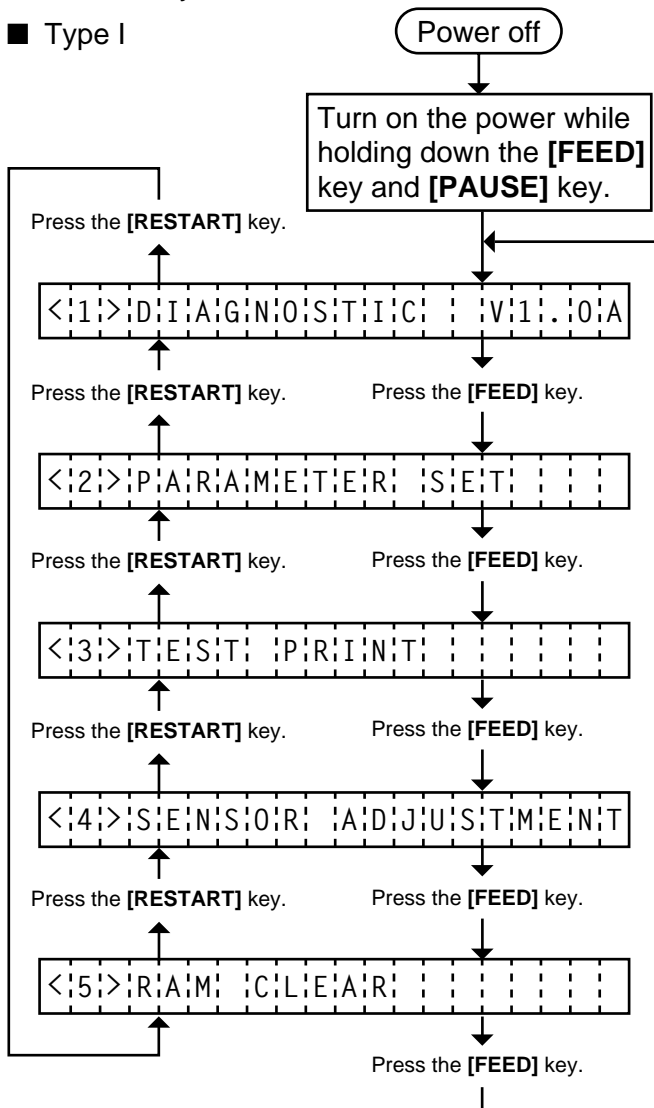 ■ Type I
Power off
Turn on the power while
holding down the [FEED]
key and [PAUSE] key.
Press the [RESTART] key.
<1>DIAGNOSTIC  V1.0A
Press the [RESTART] key.
Press the [FEED] key.
<2>PARAMETER SET
Press the [RESTART] key.
Press the [FEED] key.
<3>TEST PRINT
Press the [RESTART] key.
Press the [FEED] key.
<4>SENSOR ADJUSTMENT
Press the [RESTART] key.
Press the [FEED] key.
<5>RAM CLEAR
Press the [FEED] key.